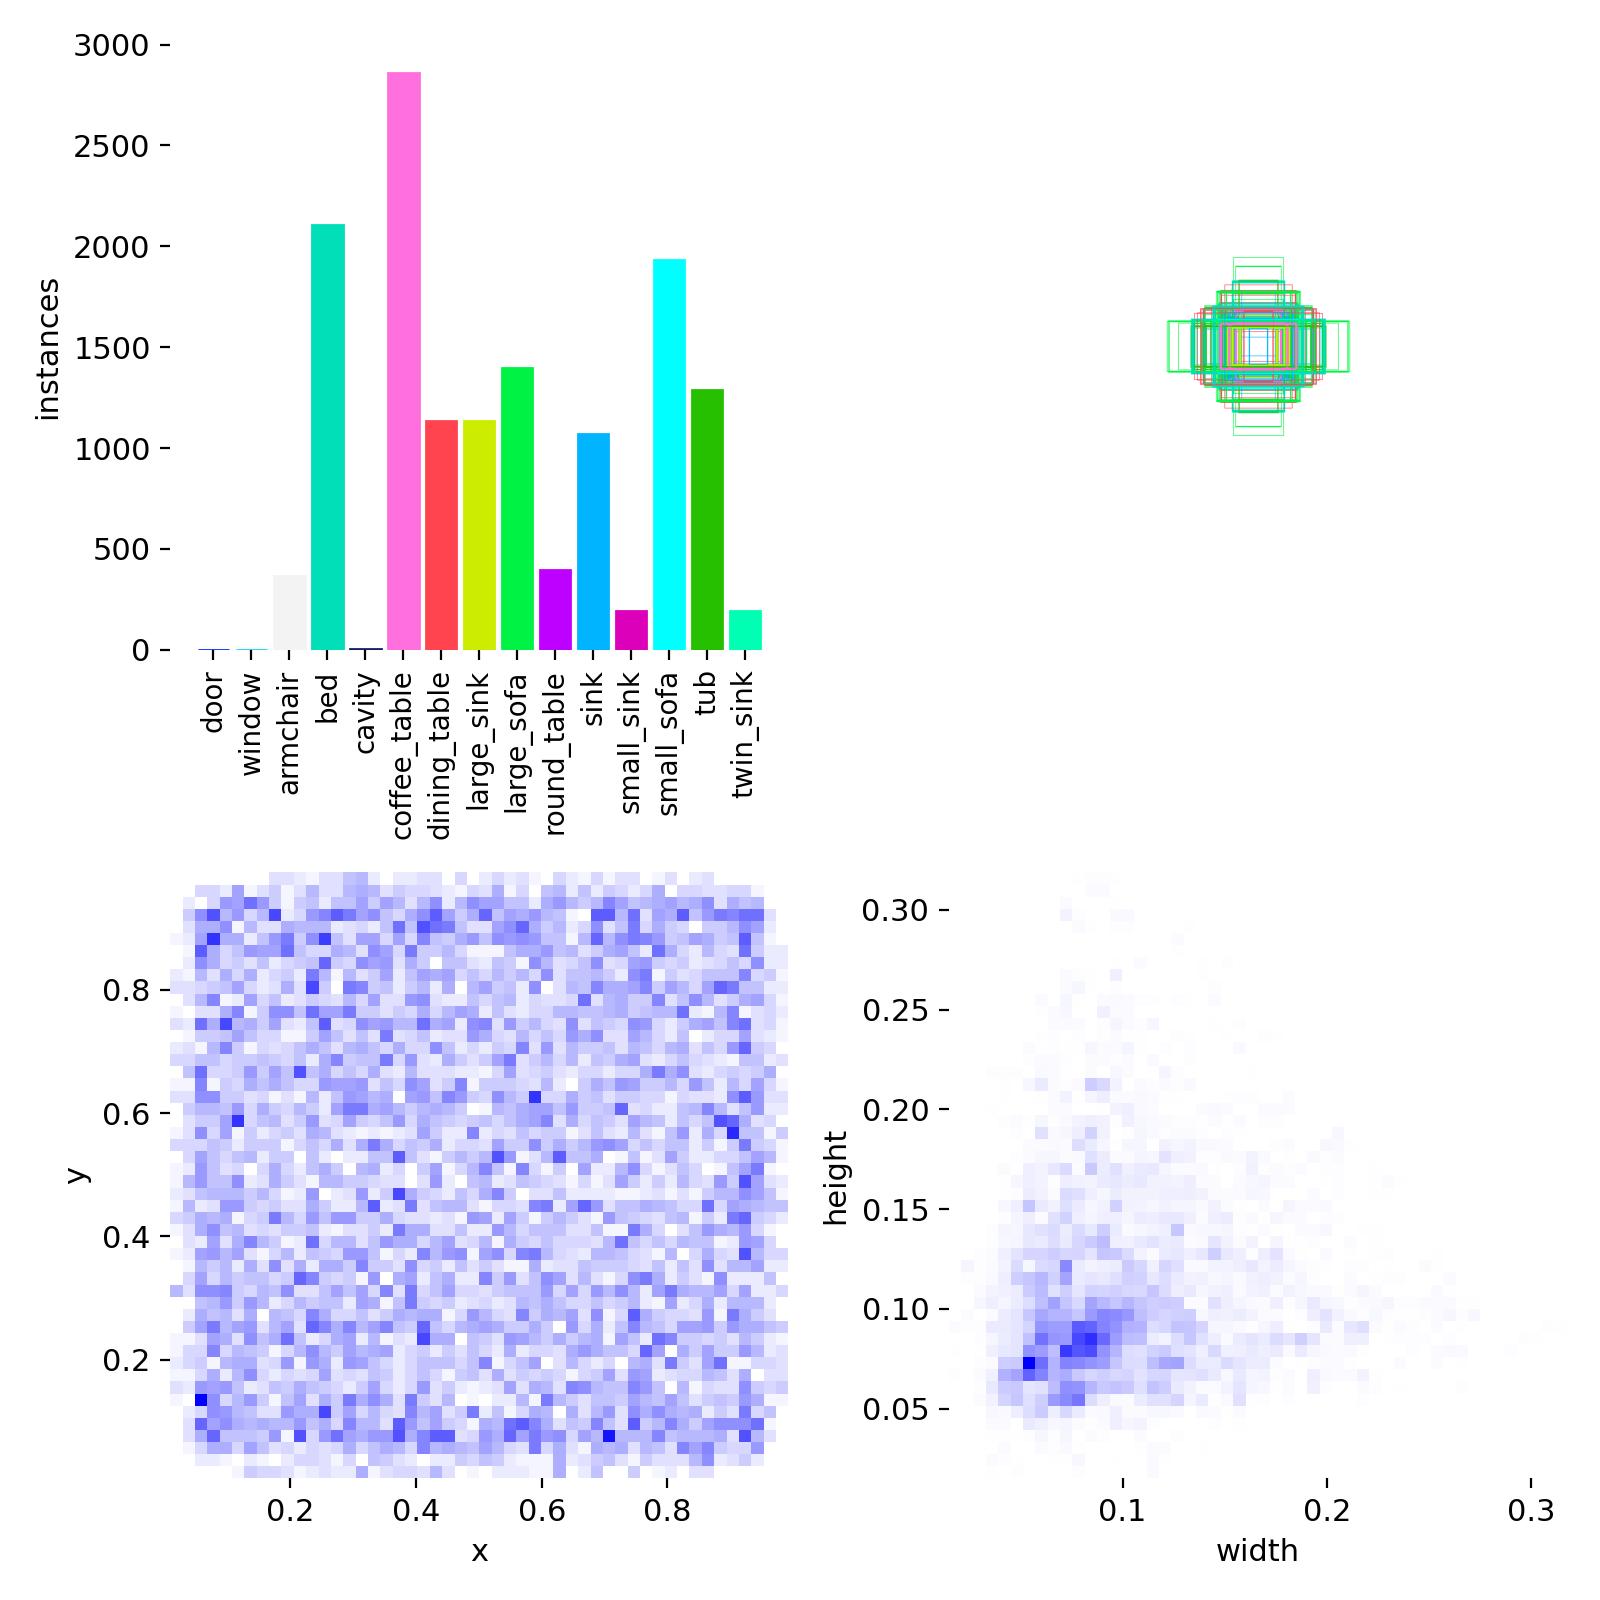 3000
2500
2000
1500
1000
500
0
instances
door
window
armchair
bed
cavity
coffee_table
dining_table
large_sink
large_sofa
round_table
sink
small_sink
small_sofa
tub
twin_sink
0.8
0.6
0.4
0.2
y
0.2 0.4 0.6 0.8
x
0.30
0.25
0.20
0.15
0.10
0.05
height
0.1 0.2 0.3
width